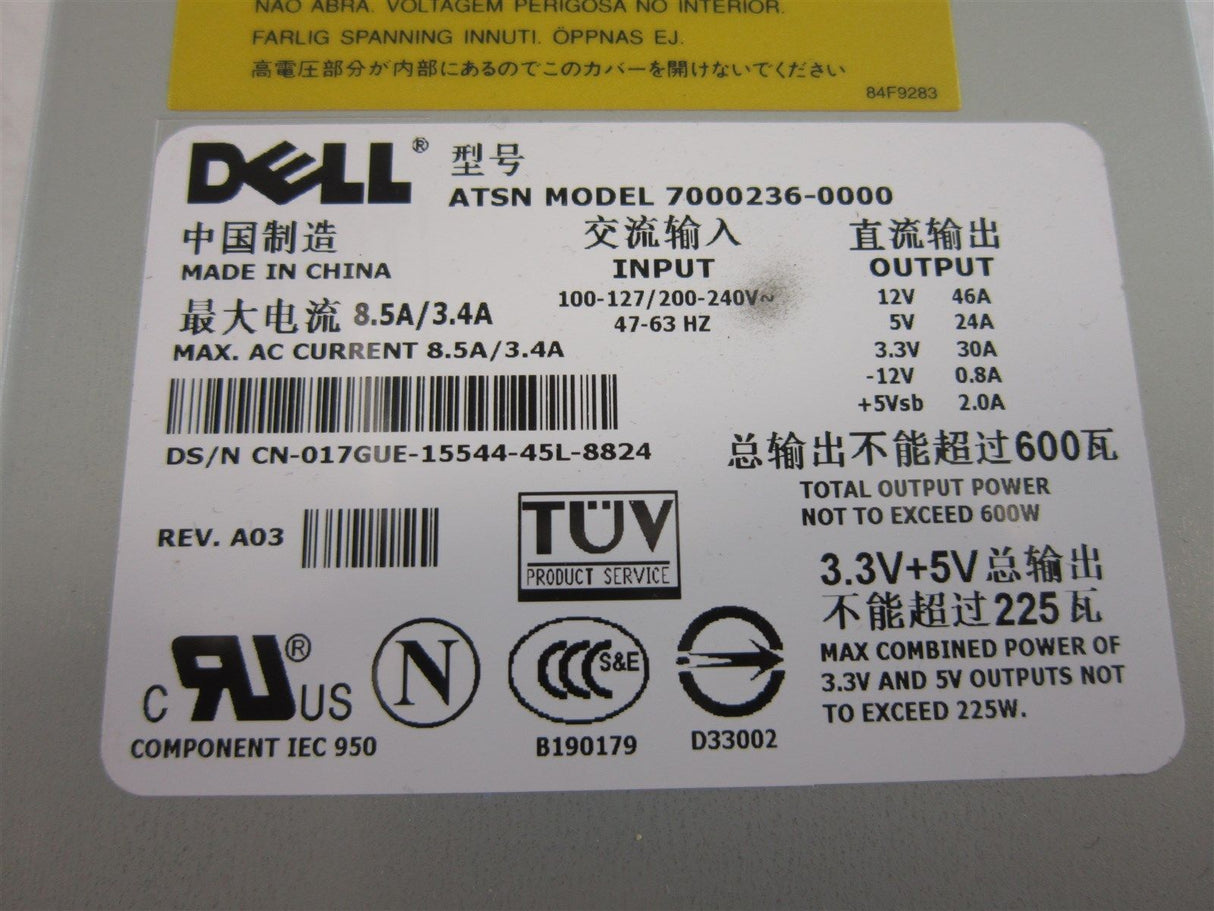 NÃO ABRA. VOLTAGEM PERIGOSA NO INTERIOR.
FARLIG SPANNING INNUTI. ÖPPNAS EJ.
高電圧部分が内部にあるのでこのカバーを開けないでください
84F9283
DELL® 型号
ATSN MODEL 7000236-0000
中国制造
MADE IN CHINA
最大电流 8.5A/3.4A
MAX. AC CURRENT 8.5A/3.4A
交流输入
INPUT
100-127/200-240V~
47-63 HZ
直流输出
OUTPUT
12V 46A
5V 24A
3.3V 30A
-12V 0.8A
+5Vsb 2.0A
DS/N CN-017GUE-15544-45L-8824
总输出不能超过600瓦
TOTAL OUTPUT POWER
NOT TO EXCEED 600W
REV. A03
TÜV
PRODUCT SERVICE
3.3V+5V总输出
不能超过225瓦
MAX COMBINED POWER OF
3.3V AND 5V OUTPUTS NOT
TO EXCEED 225W.
C RU® US
COMPONENT IEC 950
N
CCC S&E
B190179
D33002